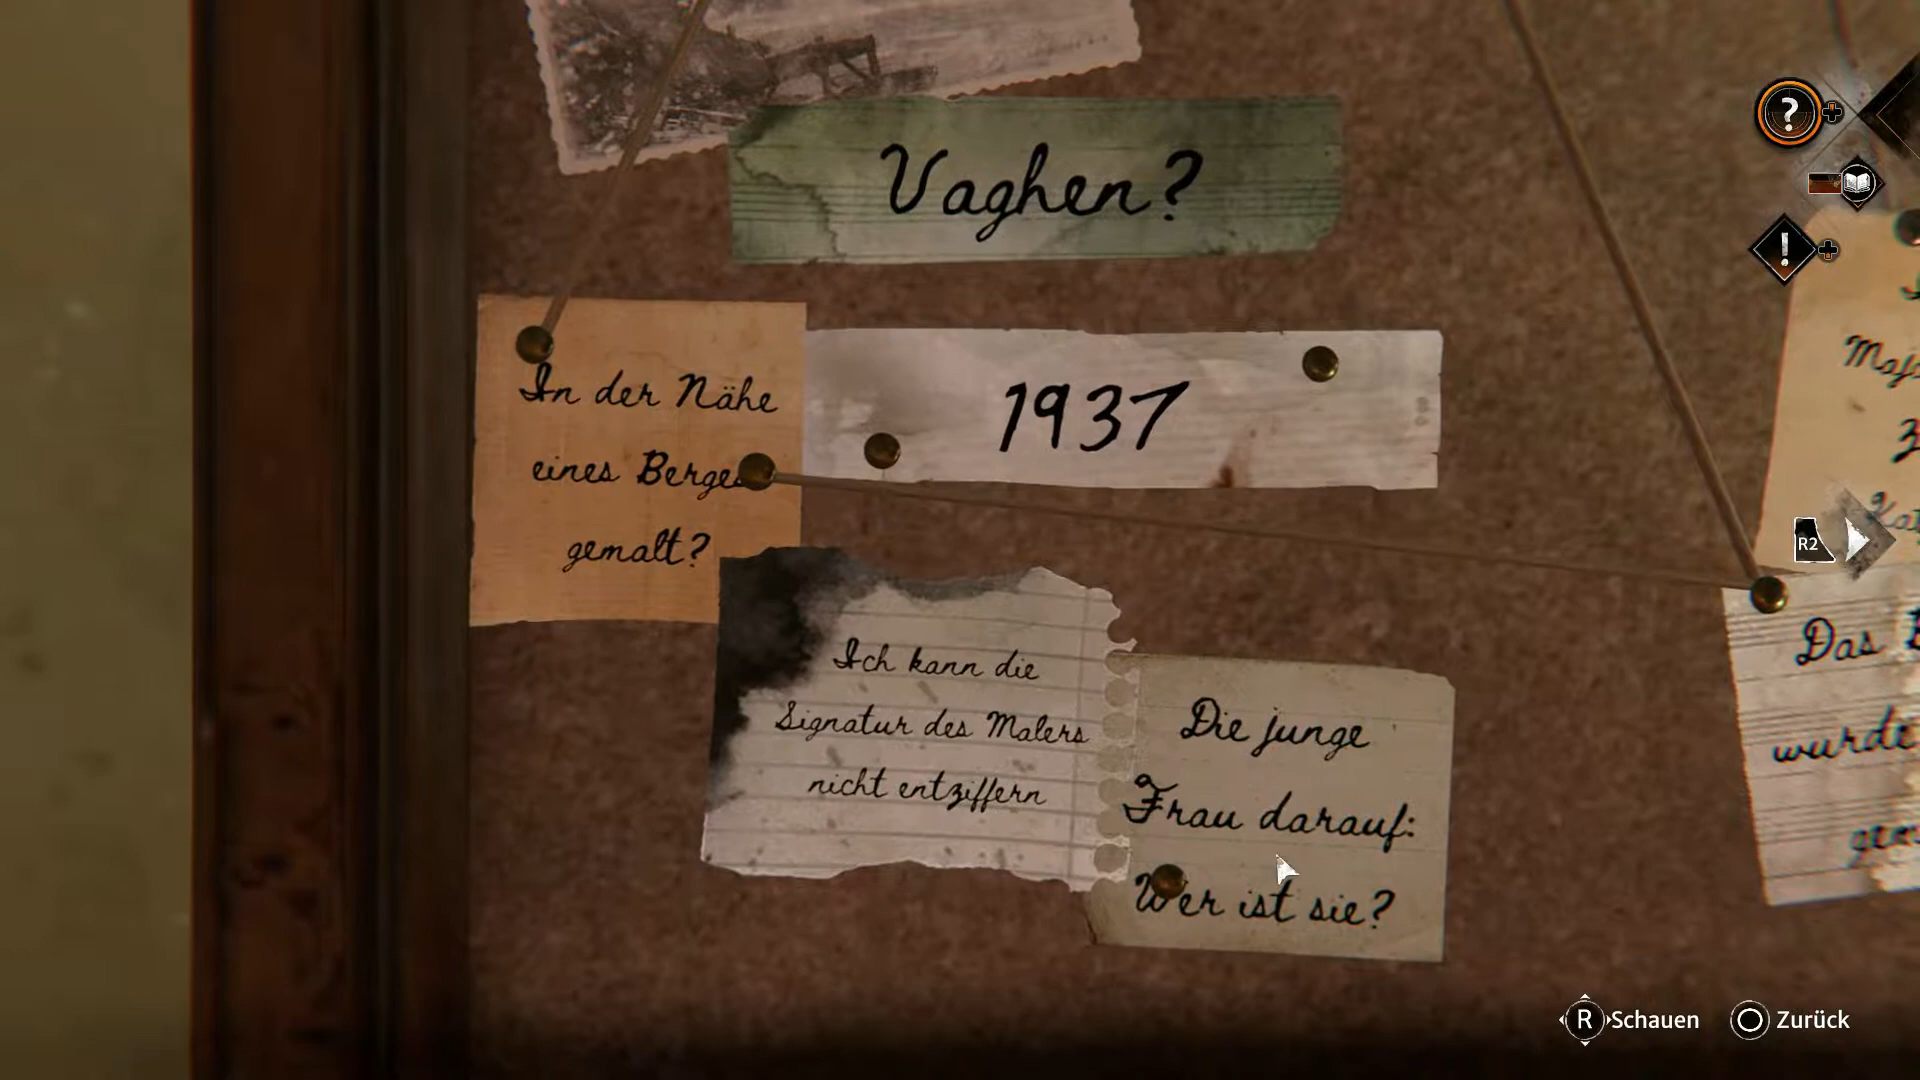 Vaghen?
1937
In der Nähe
eines Berges
gemalt?
Ich kann die
Signatur des Malers
nicht entziffern
Die junge
Frau darauf:
Wer ist sie?
R2
Das
wurde
R Schauen
Zurück